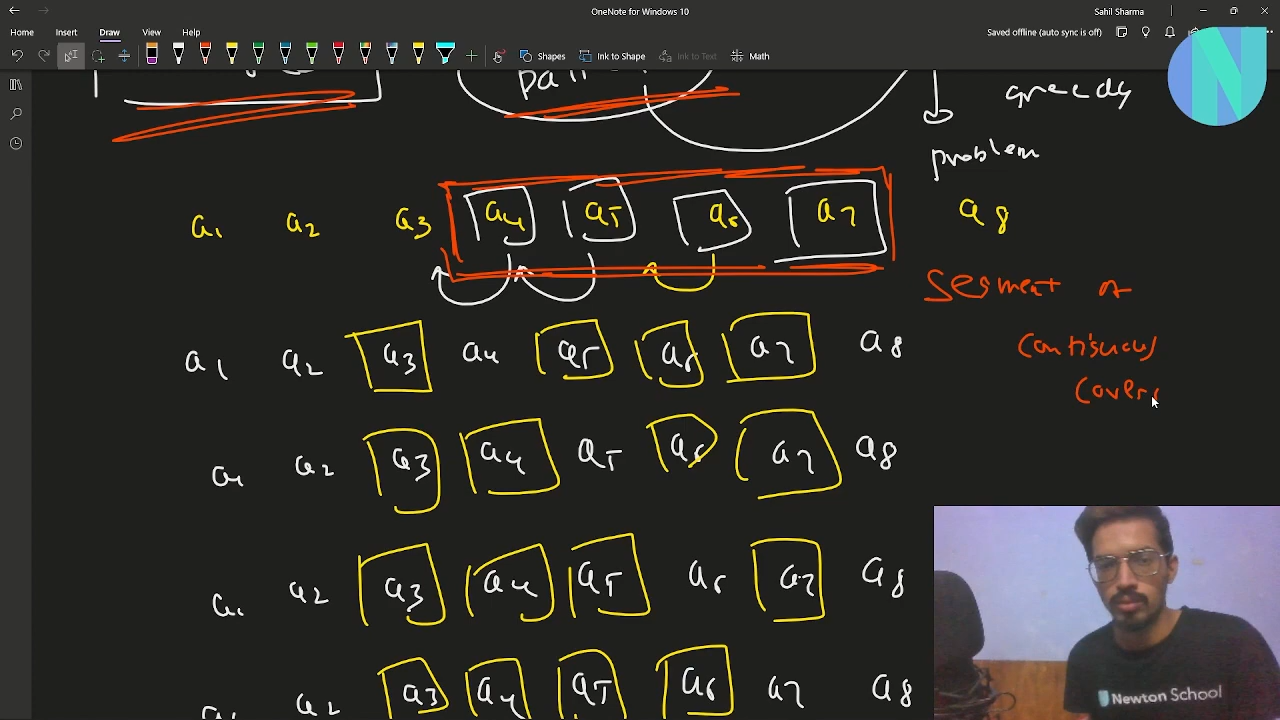 OneNote for Windows 10
Sahil Sharma
Home Insert Draw View Help
Saved offline (auto sync is off)
Shapes Ink to Shape Ink to Text Math
greedy
problem
a1 a2 a3 a4 a5 a6 a7 a8
Segment of
continuous
cover
a1 a2 a3 a4 a5 a6 a7 a8
a1 a2 a3 a4 a5 a6 a7 a8
a1 a2 a3 a4 a5 a6 a7 a8
a1 a2 a3 a4 a5 a6 a7 a8
Newton School